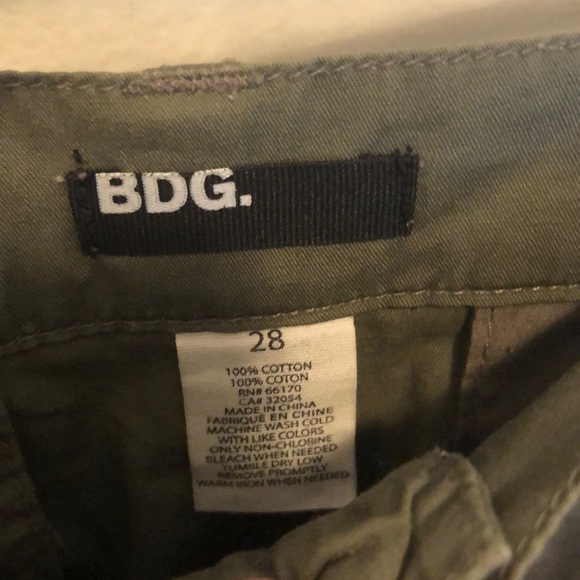 BDG.
28
100% COTTON
100% COTON
RN# 66170
CA# 32054
MADE IN CHINA
FABRIQUÉ EN CHINE
MACHINE WASH COLD
WITH LIKE COLORS
ONLY NON-CHLORINE
BLEACH WHEN NEEDED
TUMBLE DRY LOW
REMOVE PROMPTLY
WARM IRON WHEN NEEDED